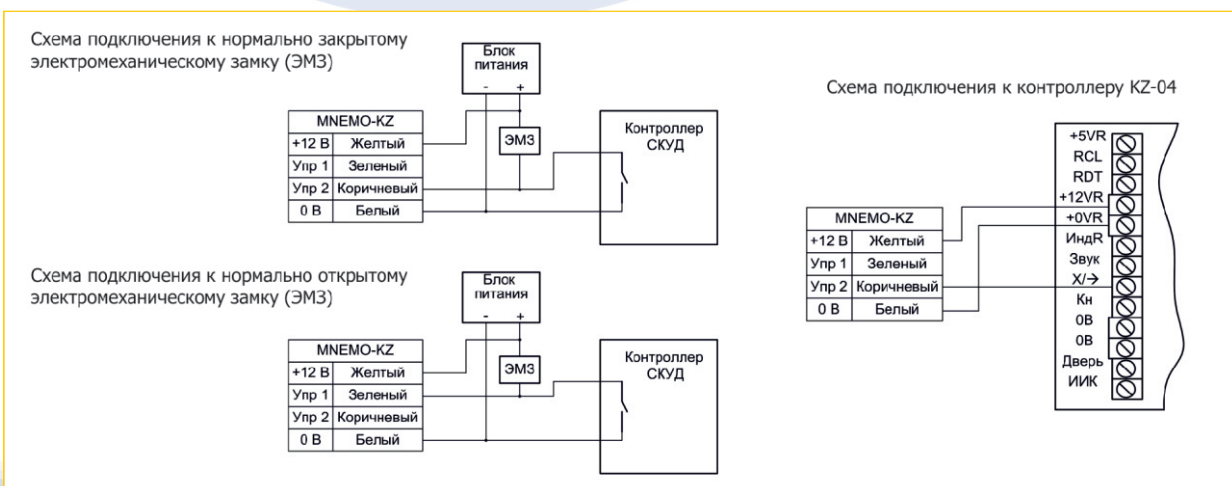 Схема подключения к нормально закрытому
электромеханическому замку (ЭМЗ)
Блок
питания
- +
MNEMO-KZ
+12 В Желтый
Упр 1 Зеленый
Упр 2 Коричневый
0 В Белый
ЭМЗ
Контроллер
СКУД
Схема подключения к нормально открытому
электромеханическому замку (ЭМЗ)
Блок
питания
- +
MNEMO-KZ
+12 В Желтый
Упр 1 Зеленый
Упр 2 Коричневый
0 В Белый
ЭМЗ
Контроллер
СКУД
Схема подключения к контроллеру KZ-04
MNEMO-KZ
+12 В Желтый
Упр 1 Зеленый
Упр 2 Коричневый
0 В Белый
+5VR
RCL
RDT
+12VR
+0VR
ИндR
Звук
X/→
Кн
0В
0В
Дверь
ИИК